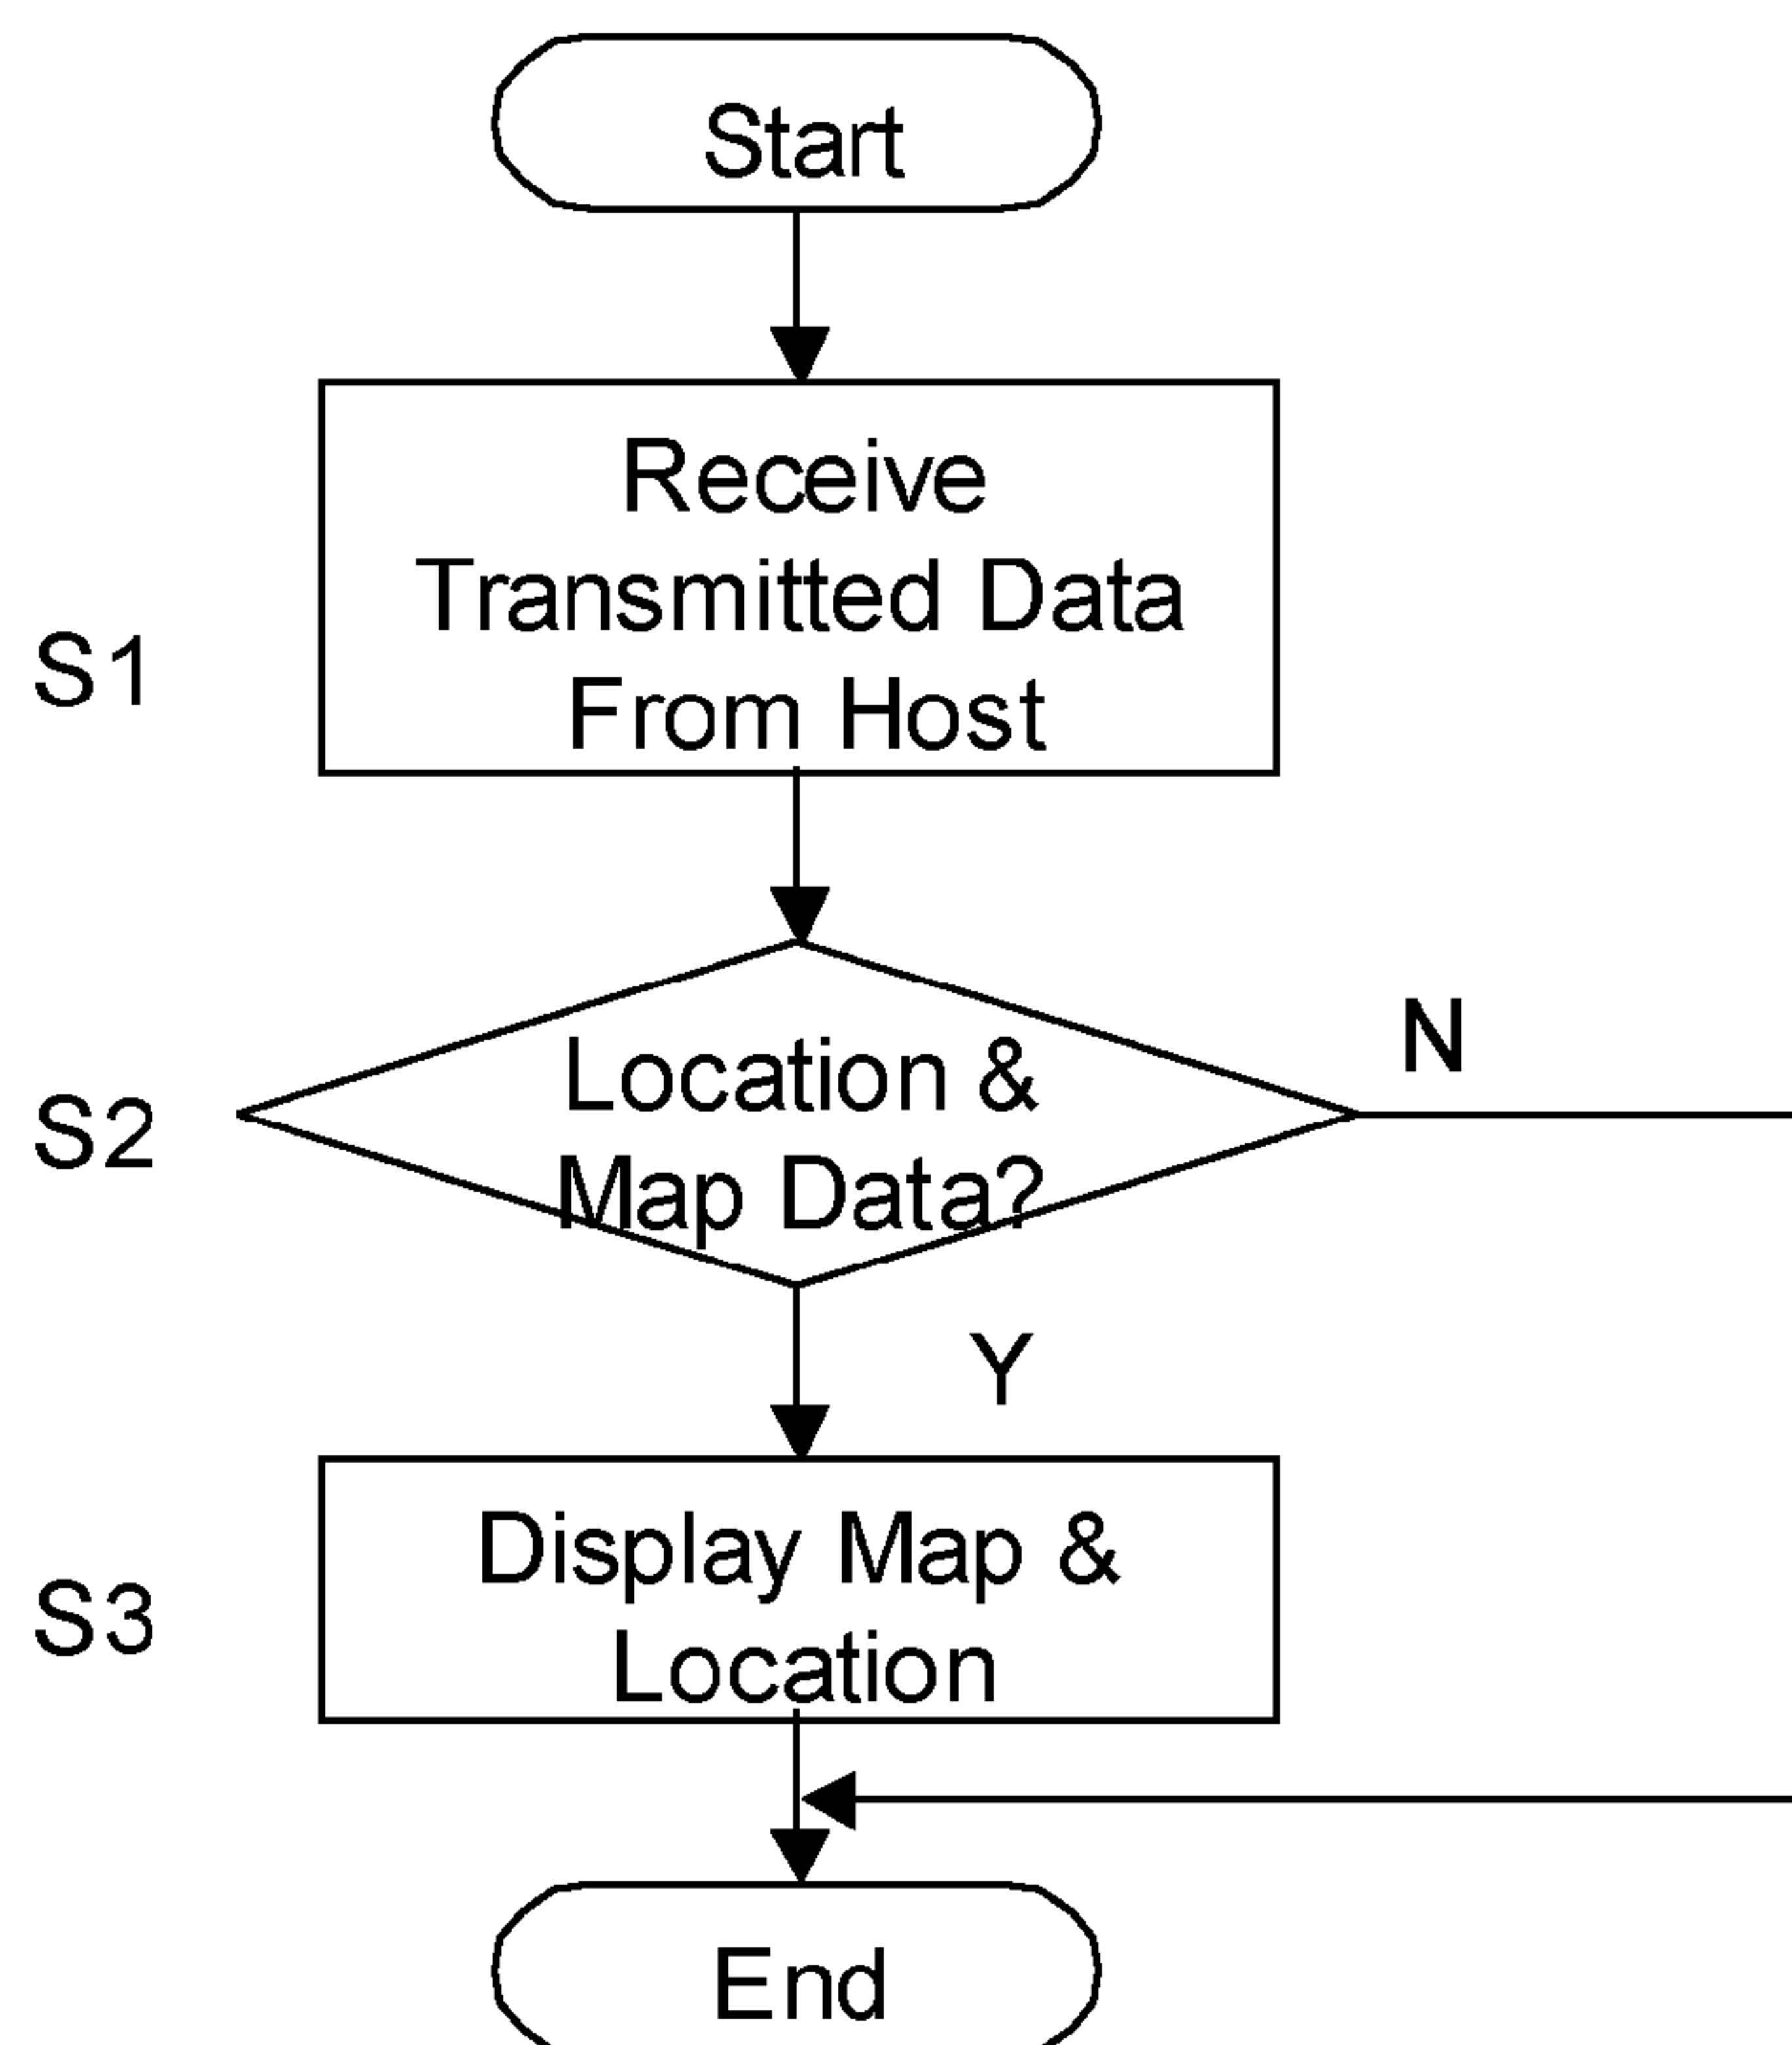 Start
Receive
Transmitted Data
From Host
S1
Location &
Map Data?
N
S2
Y
Display Map &
Location
S3
End